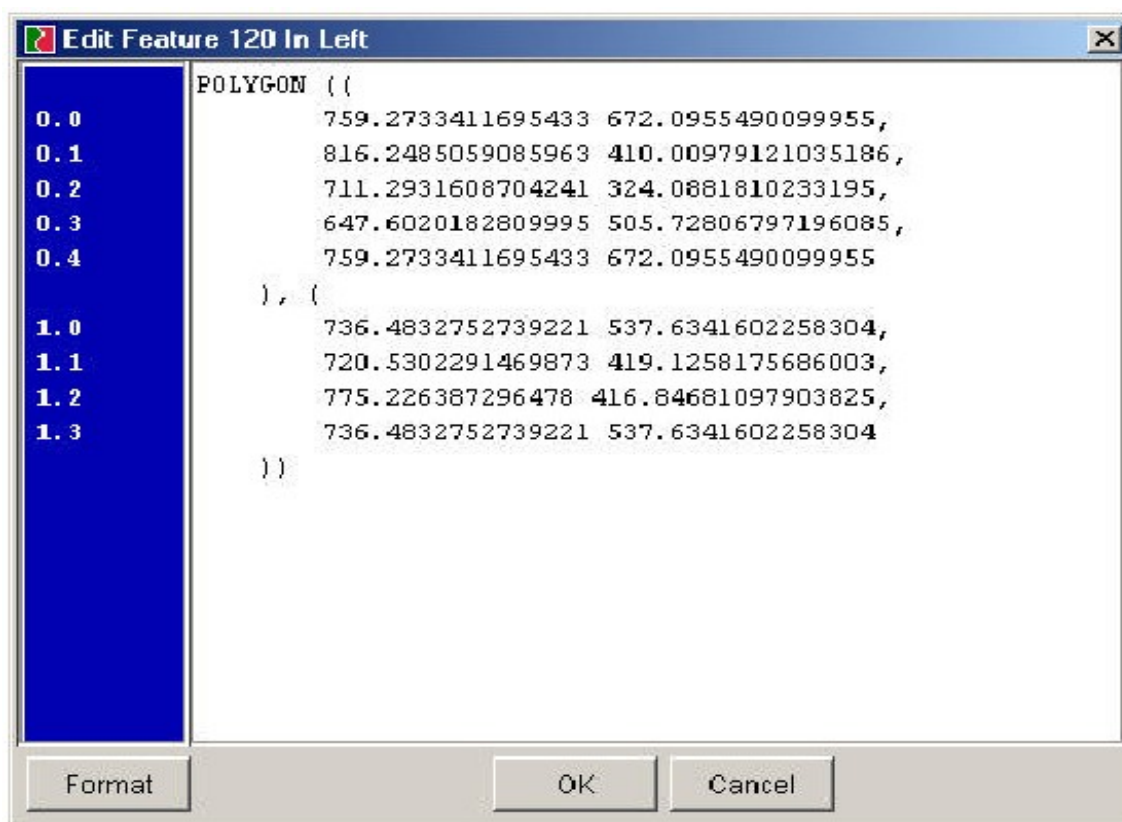 Edit Feature 120 In Left
POLYGON ((
0.0 759.2733411695433 672.0955490099955,
0.1 816.2485059085963 410.00979121035186,
0.2 711.2931608704241 324.0881810233195,
0.3 647.6020182809995 505.72806797196085,
0.4 759.2733411695433 672.0955490099955
), (
1.0 736.4832752739221 537.6341602258304,
1.1 720.5302291469873 419.1258175686003,
1.2 775.226387296478 416.84681097903825,
1.3 736.4832752739221 537.6341602258304
))
Format OK Cancel